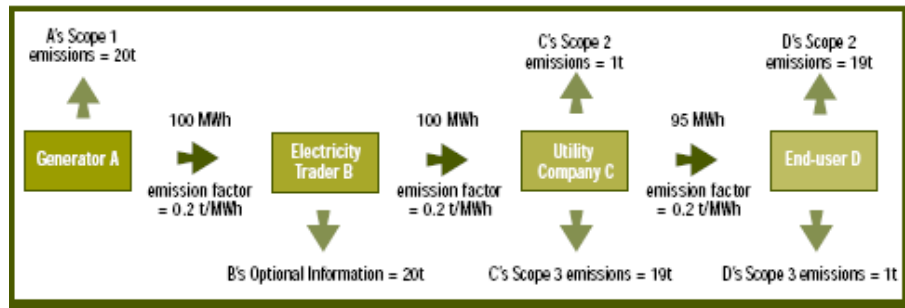 A's Scope 1
emissions = 20t
C's Scope 2
emissions = 1t
D's Scope 2
emissions = 19t
Generator A
100 MWh
emission factor
= 0.2 t/MWh
Electricity
Trader B
100 MWh
emission factor
= 0.2 t/MWh
Utility
Company C
95 MWh
emission factor
= 0.2 t/MWh
End-user D
B's Optional Information = 20t
C's Scope 3 emissions = 19t
D's Scope 3 emissions = 1t